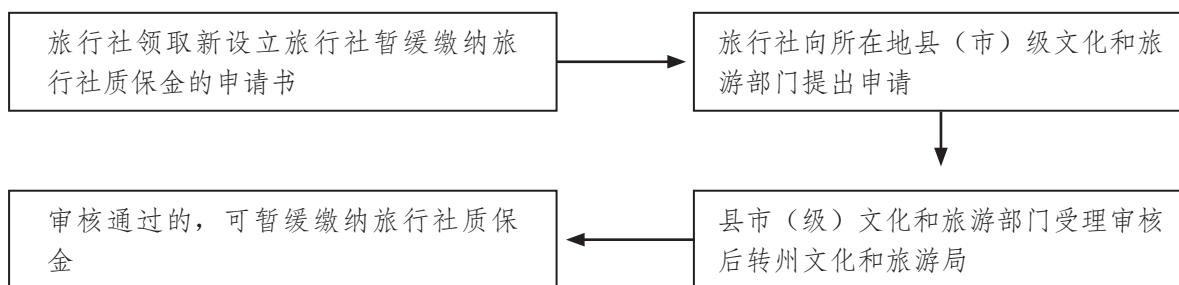 旅行社领取新设立旅行社暂缓缴纳旅
行社质保金的申请书
旅行社向所在地县（市）级文化和旅
游部门提出申请
县市（级）文化和旅游部门受理审核
后转州文化和旅游局
审核通过的，可暂缓缴纳旅行社质保
金